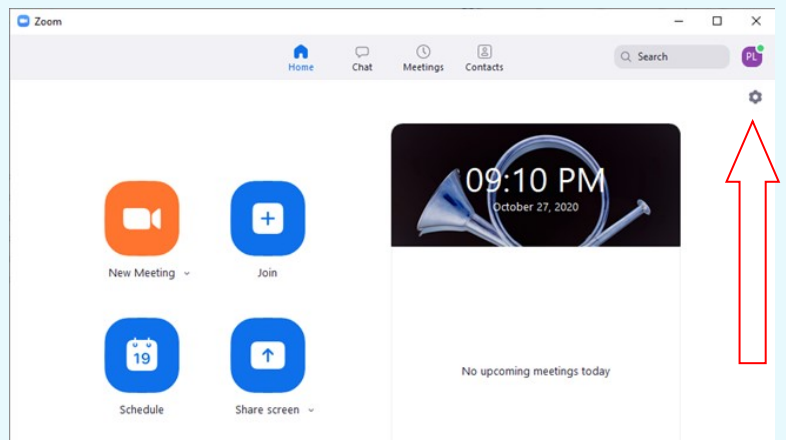 Zoom
Home
Chat
Meetings
Contacts
Search
PL
09:10 PM
October 27, 2020
New Meeting
Join
19
Schedule
Share screen
No upcoming meetings today